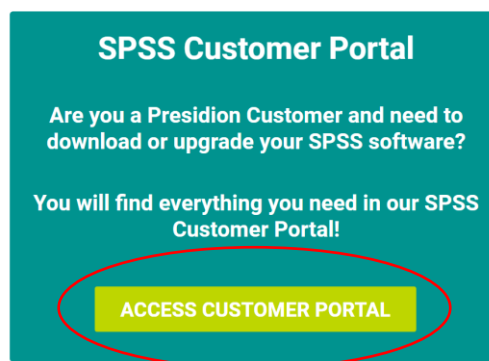 SPSS Customer Portal
Are you a Presidion Customer and need to
download or upgrade your SPSS software?
You will find everything you need in our SPSS
Customer Portal!
ACCESS CUSTOMER PORTAL